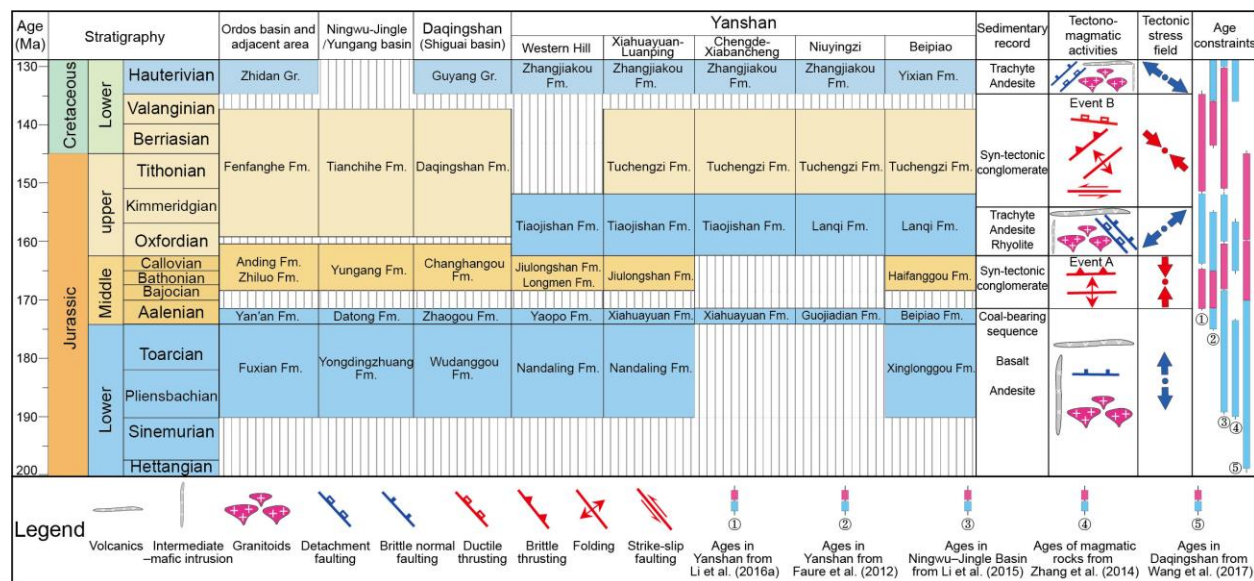 Age
(Ma)
Stratigraphy
Ordos basin and
adjacent area
Ningwu-Jingle
/Yungang basin
Daqingshan
(Shiguai basin)
Yanshan
Western Hill
Xiahuayuan-
Luanping
Chengde-
Xiabancheng
Niuyingzi
Beipiao
Sedimentary
record
Tectono-
magmatic
activities
Tectonic
stress
field
Age
constraints
130
140
150
160
170
180
190
200
Cretaceous
Jurassic
Lower
upper
Middle
Lower
Hauterivian
Zhidan Gr.
Guyang Gr.
Zhangjiakou
Fm.
Zhangjiakou
Fm.
Zhangjiakou
Fm.
Zhangjiakou
Fm.
Yixian Fm.
Trachyte
Andesite
Valanginian
Berriasian
Tithonian
Kimmeridgian
Oxfordian
Fenfanghe Fm.
Tianchihe Fm.
Daqingshan Fm.
Tuchengzi Fm.
Tuchengzi Fm.
Tuchengzi Fm.
Tuchengzi Fm.
Syn-tectonic
conglomerate
Event B
Tiaojishan Fm.
Tiaojishan Fm.
Tiaojishan Fm.
Lanqi Fm.
Lanqi Fm.
Trachyte
Andesite
Rhyolite
Callovian
Bathonian
Bajocian
Anding Fm.
Zhiluo Fm.
Yungang Fm.
Changhangou
Fm.
Jiulongshan Fm.
Longmen Fm.
Jiulongshan Fm.
Haifanggou Fm.
Syn-tectonic
conglomerate
Event A
Aalenian
Yan'an Fm.
Datong Fm.
Zhaogou Fm.
Yaopo Fm.
Xiahuayuan Fm.
Xiahuayuan Fm.
Guojiadian Fm.
Beipiao Fm.
Coal-bearing
sequence
Basalt
Andesite
Toarcian
Pliensbachian
Sinemurian
Hettangian
Fuxian Fm.
Yongdingzhuang
Fm.
Wudanggou
Fm.
Nandaling Fm.
Nandaling Fm.
Xinglonggou Fm.
①
②
③
④
⑤
Legend
Volcanics
Intermediate
–mafic intrusion
Granitoids
Detachment
faulting
Brittle normal
faulting
Ductile
thrusting
Brittle
thrusting
Folding
Strike-slip
faulting
①
Ages in
Yanshan from
Li et al. (2016a)
②
Ages in
Yanshan from
Faure et al. (2012)
③
Ages in
Ningwu–Jingle Basin
from Li et al. (2015)
④
Ages of magmatic
rocks from
Zhang et al. (2014)
⑤
Ages in
Daqingshan from
Wang et al. (2017)